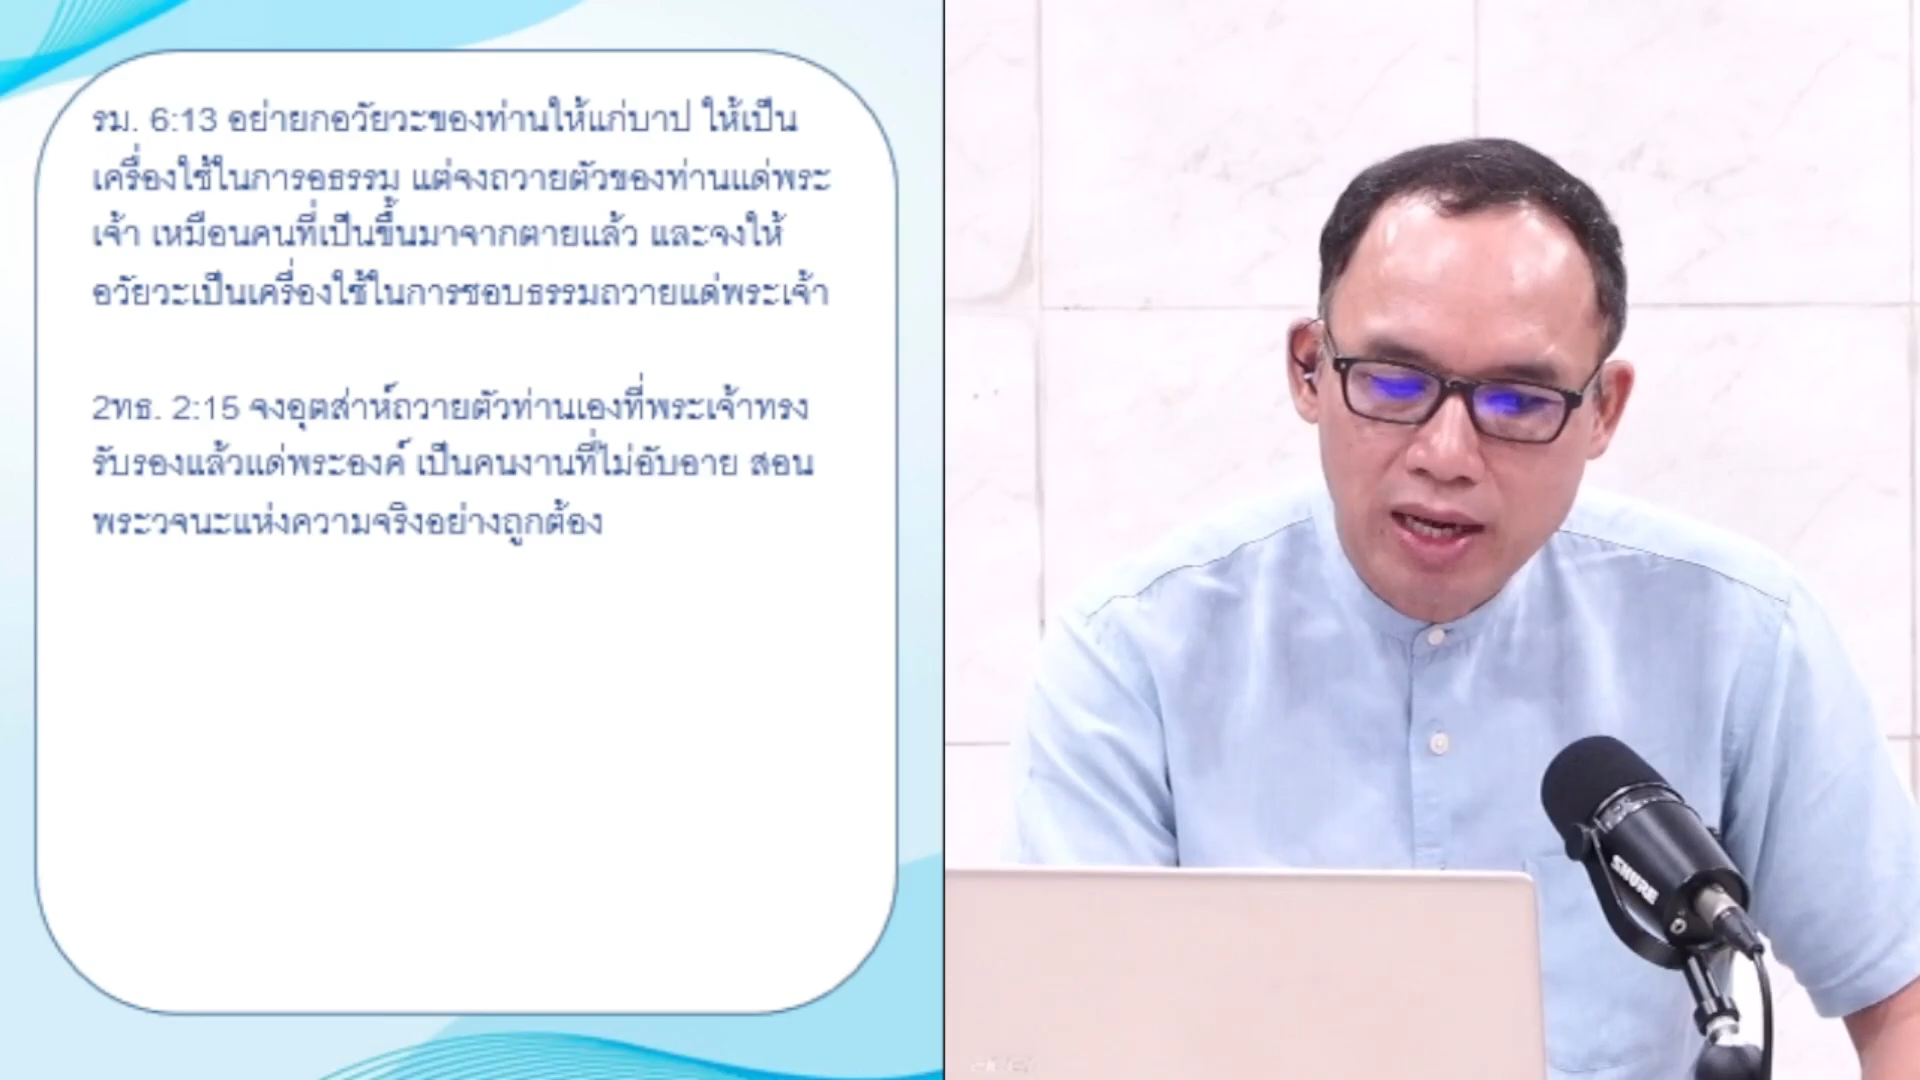 รม. 6:13 อย่ายกอวัยวะของท่านให้แก่บาป ให้เป็น
เครื่องใช้ในการอธรรม แต่จงถวายตัวของท่านแด่พระ
เจ้า เหมือนคนที่เป็นขึ้นมาจากตายแล้ว และจงให้
อวัยวะเป็นเครื่องใช้ในการชอบธรรมถวายแด่พระเจ้า
2ทธ. 2:15 จงอุตส่าห์ถวายตัวท่านเองที่พระเจ้าทรง
รับรองแล้วแด่พระองค์ เป็นคนงานที่ไม่อับอาย สอน
พระวจนะแห่งความจริงอย่างถูกต้อง
SHURE